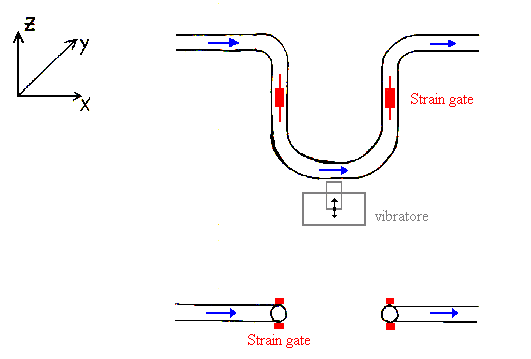 Z
Y
X
Strain gate
vibratore
Strain gate